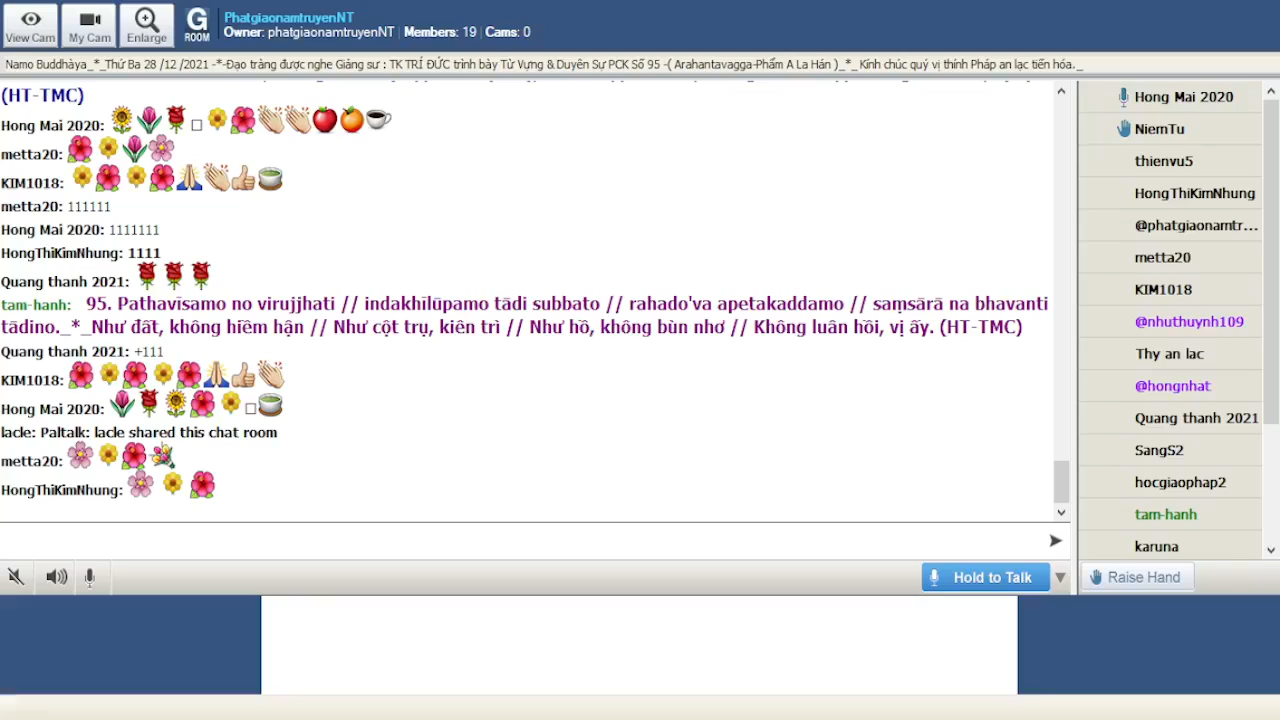 View Cam
My Cam
Enlarge
G
ROOM
PhatgiaonamtruyenNT
Owner: phatgiaonamtruyenNT | Members: 19 | Cams: 0
Namo Buddhàya_*_Thứ Ba 28 /12 /2021 -*-Đạo tràng được nghe Giảng sư : TK TRÍ ĐỨC trình bày Từ Vựng & Duyên Sự PCK Số 95 -( Arahantavagga-Phẩm A La Hán )_*_ Kính chúc quý vị thính Pháp an lạc tiến hóa._
(HT-TMC)
Hong Mai 2020:
metta20:
KIM1018:
metta20: 111111
Hong Mai 2020: 1111111
HongThiKimNhung: 1111
Quang thanh 2021:
tam-hanh: 95. Pathavīsamo no virujjhati // indakhīlūpamo tādi subbato // rahado'va apetakaddamo // saṃsārā na bhavanti
tādino._*_Như đất, không hiềm hận // Như cột trụ, kiên trì // Như hồ, không bùn nhơ // Không luân hồi, vị ấy. (HT-TMC)
Quang thanh 2021: +111
KIM1018:
Hong Mai 2020:
lacle: Paltalk: lacle shared this chat room
metta20:
HongThiKimNhung:
Hold to Talk
Hong Mai 2020
NiemTu
thienvu5
HongThiKimNhung
@phatgiaonamtr...
metta20
KIM1018
@nhuthuynh109
Thy an lac
@hongnhat
Quang thanh 2021
SangS2
hocgiaophap2
tam-hanh
karuna
Raise Hand